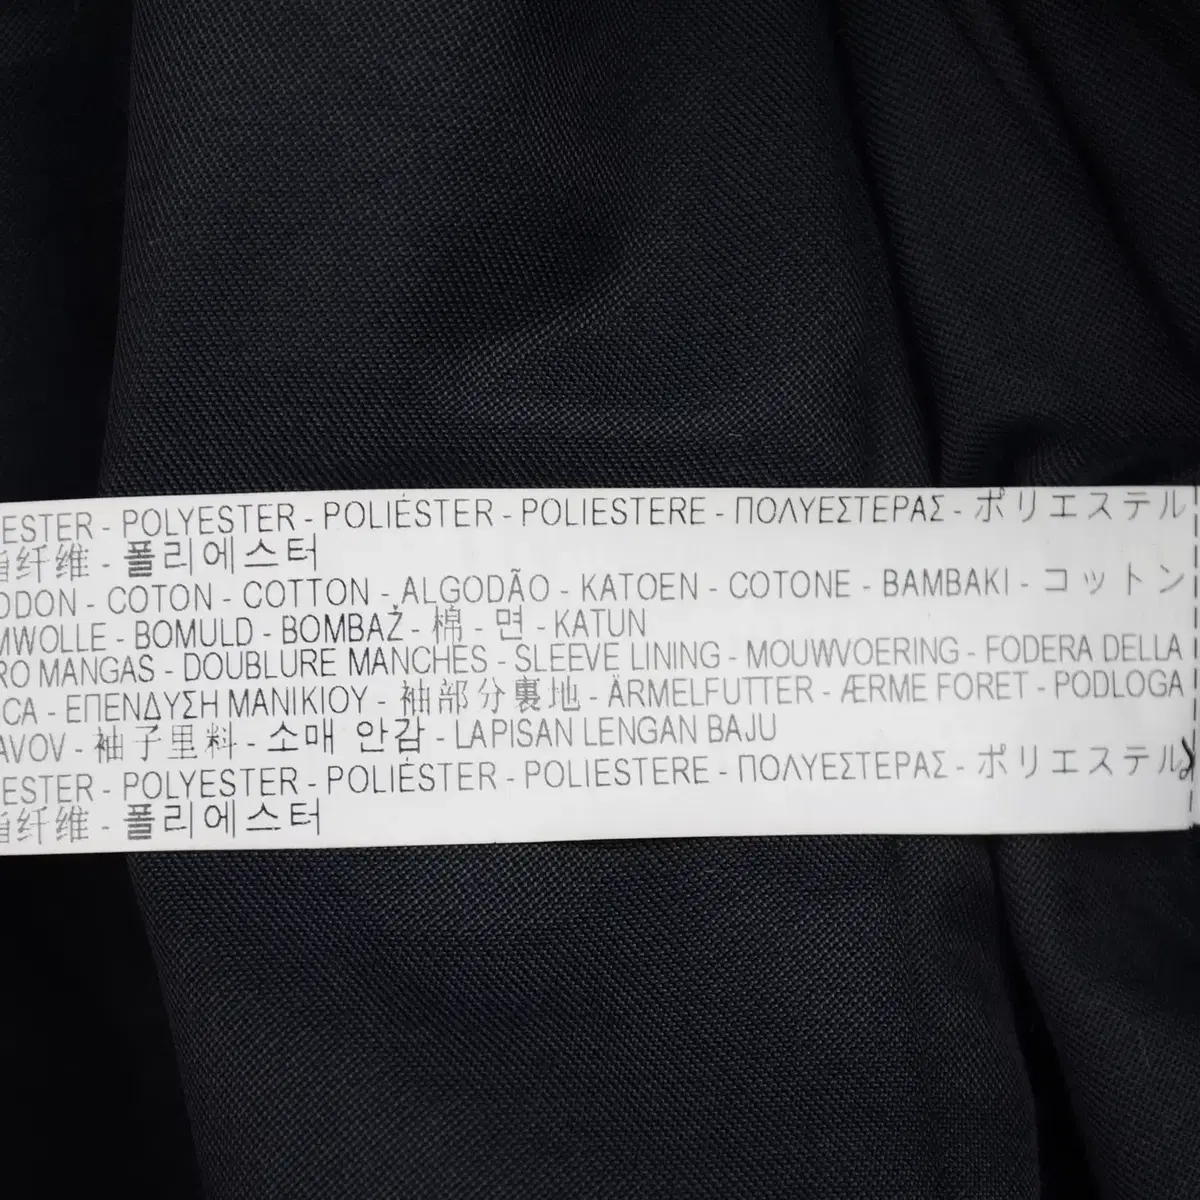 ESTER - POLYESTER - POLIÉSTER - POLIESTERE - ΠΟΛΥΕΣΤΕΡΑΣ - ポリエステル
纤维 - 폴리에스터
ODON - COTON - COTTON - ALGODÃO - KATOEN - COTONE - BAMBAKI - コットン
MWOLLE - BOMULD - BOMBAŽ - 棉 - 면 - KATUN
RO MANGAS - DOUBLURE MANCHES - SLEEVE LINING - MOUWVOERING - FODERA DELLA
CA - ΕΠΕΝΔΥΣΗ ΜΑΝΙΚΙΟΥ - 袖部分裏地 - ÄRMELFUTTER - ÆRME FORET - PODLOGA
AVOV - 袖子里料 - 소매 안감 - LAPISAN LENGAN BAJU
ESTER - POLYESTER - POLIÉSTER - POLIESTERE - ΠΟΛΥΕΣΤΕΡΑΣ - ポリエステル
纤维 - 폴리에스터